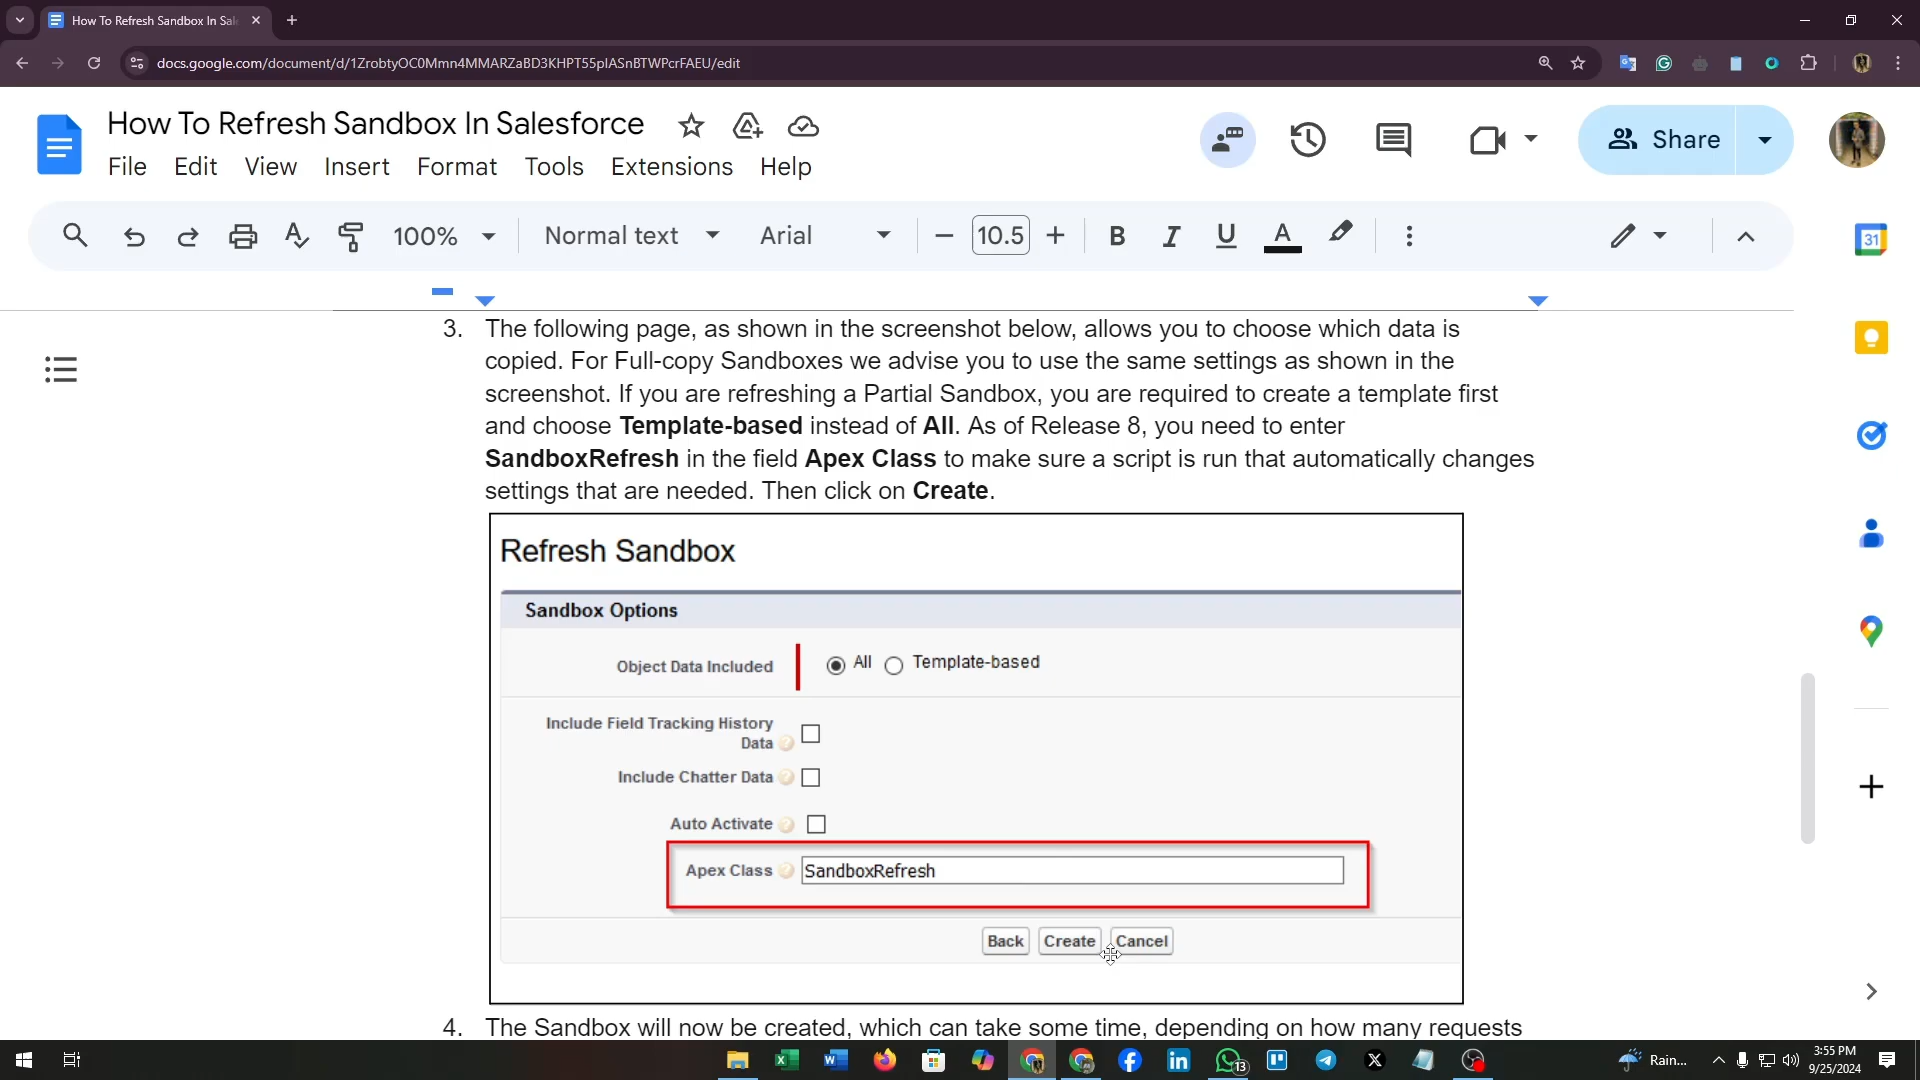 How To Refresh Sandbox In Sal
docs.google.com/document/d/1ZrobtyOC0Mmn4MMARZaBD3KHPT55pIASnBTWPcrFAEU/edit
How To Refresh Sandbox In Salesforce
File Edit View Insert Format Tools Extensions Help
Share
100% Normal text Arial 10.5 B I U A
31
3. The following page, as shown in the screenshot below, allows you to choose which data is
copied. For Full-copy Sandboxes we advise you to use the same settings as shown in the
screenshot. If you are refreshing a Partial Sandbox, you are required to create a template first
and choose Template-based instead of All. As of Release 8, you need to enter
SandboxRefresh in the field Apex Class to make sure a script is run that automatically changes
settings that are needed. Then click on Create.
Refresh Sandbox
Sandbox Options
Object Data Included All Template-based
Include Field Tracking History
Data
Include Chatter Data
Auto Activate
Apex Class SandboxRefresh
Back Create Cancel
4. The Sandbox will now be created, which can take some time, depending on how many requests
13
Rain...
3:55 PM
9/25/2024